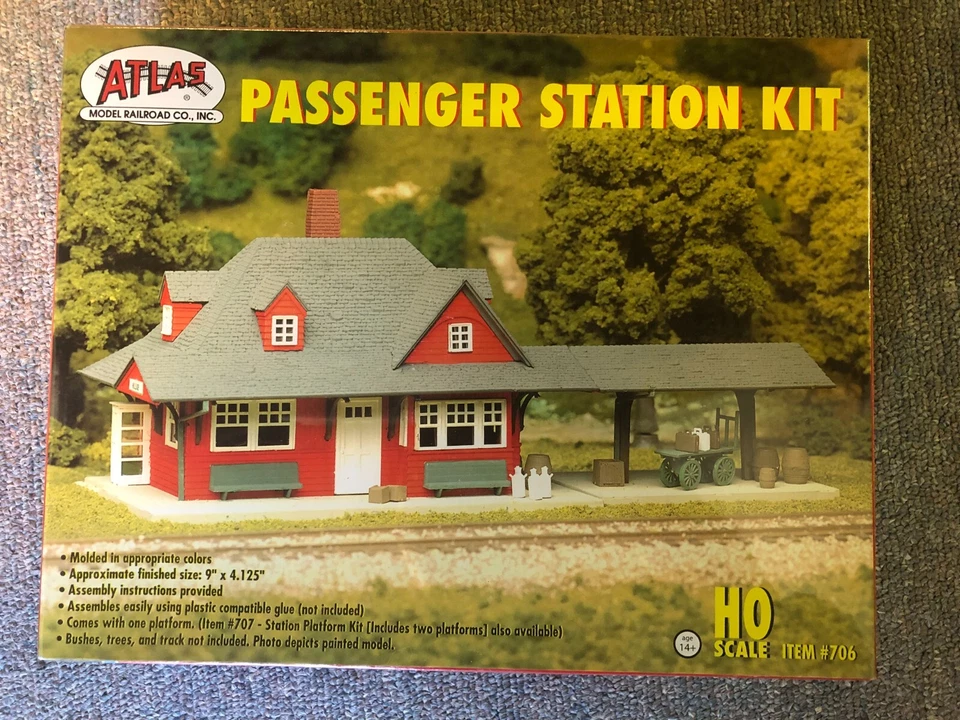 ATLAS
®
MODEL RAILROAD CO., INC.
PASSENGER STATION KIT
• Molded in appropriate colors
• Approximate finished size: 9" x 4.125"
• Assembly instructions provided
• Assembles easily using plastic compatible glue (not included)
• Comes with one platform. (Item #707 - Station Platform Kit [Includes two platforms] also available)
• Bushes, trees, and track not included. Photo depicts painted model.
age
14+
HO
SCALE ITEM #706